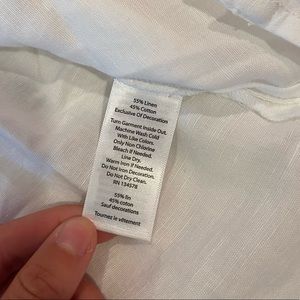 55% Linen
45% Cotton
Exclusive Of Decoration
Turn Garment Inside Out.
Machine Wash Cold
With Like Colors.
Only Non Chlorine
Bleach If Needed.
Line Dry.
Warm Iron If Needed.
Do Not Iron Decoration.
Do Not Dry Clean.
RN 134578
55% lin
45% coton
Sauf décorations
Tournez le vêtement